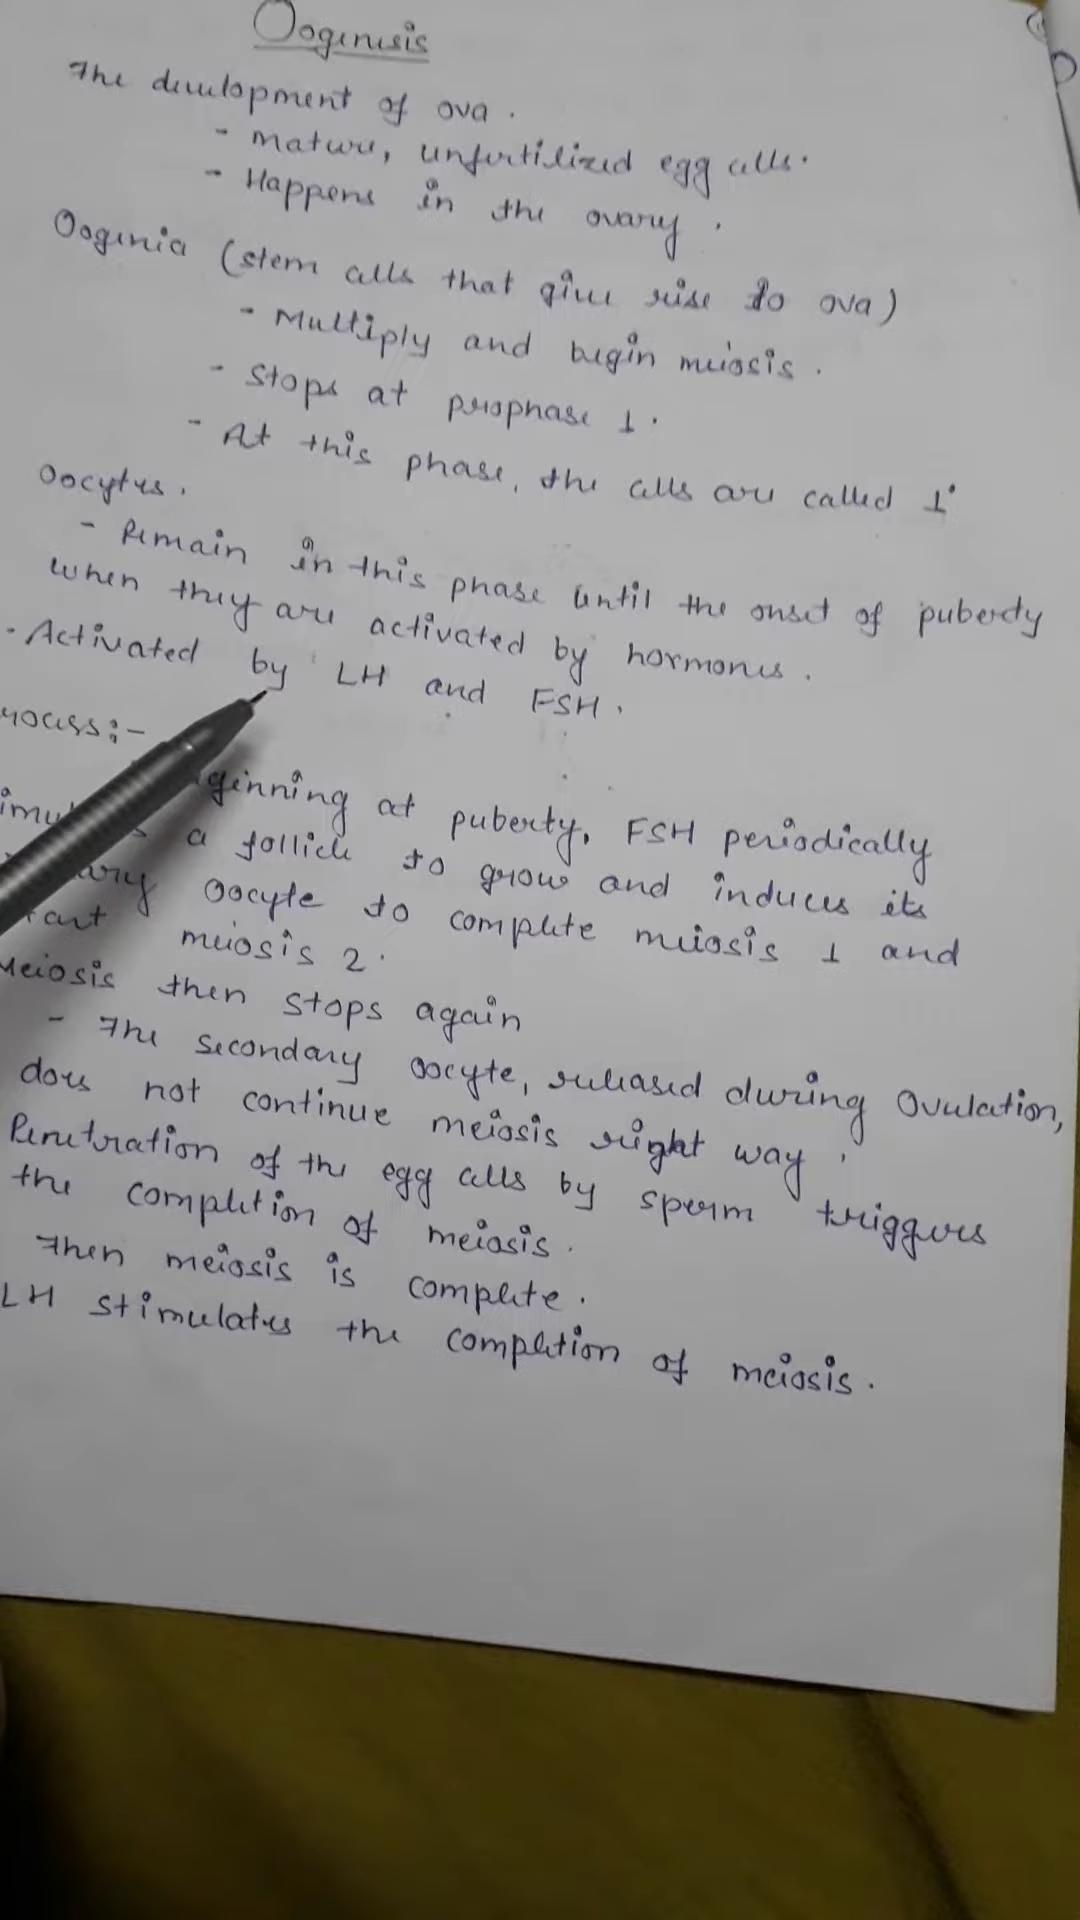 Oogenesis
The development of ova.
- Mature, unfertilized egg cells.
- Happens in the ovary.
Oogenia (stem cells that give rise to ova)
- Multiply and begin meiosis.
- Stops at prophase 1.
- At this phase, the cells are called 1°
Oocytes.
- Remain in this phase until the onset of puberty
when they are activated by hormones.
- Activated by LH and FSH.
rocess:-
ginning at puberty, FSH periodically
imu s a follicle to grow and induces its
ary oocyte to complete meiosis 1 and
tart meiosis 2.
Meiosis then stops again
- The secondary oocyte, released during Ovulation,
does not continue meiosis right way.
Penetration of the egg cells by sperm triggers
the completion of meiosis.
Then meiosis is complete.
LH stimulates the completion of meiosis.